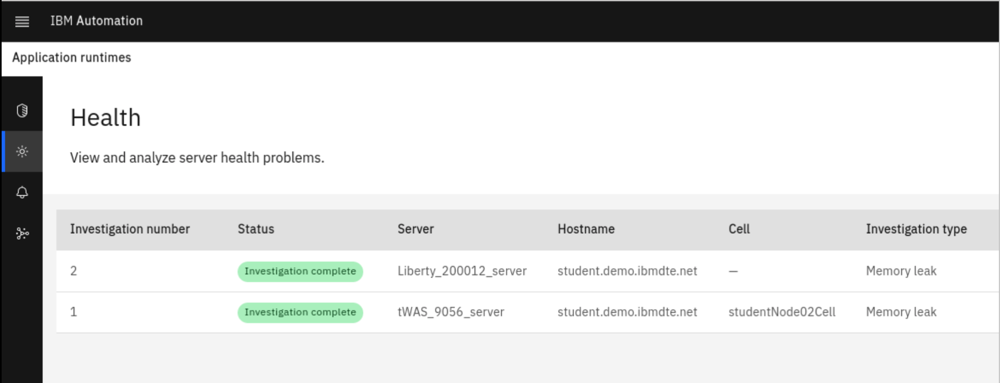 IBM Automation
Application runtimes
Health
View and analyze server health problems.
Investigation number Status Server Hostname Cell Investigation type
2 Investigation complete Liberty_200012_server student.demo.ibmdte.net — Memory leak
1 Investigation complete tWAS_9056_server student.demo.ibmdte.net studentNode02Cell Memory leak